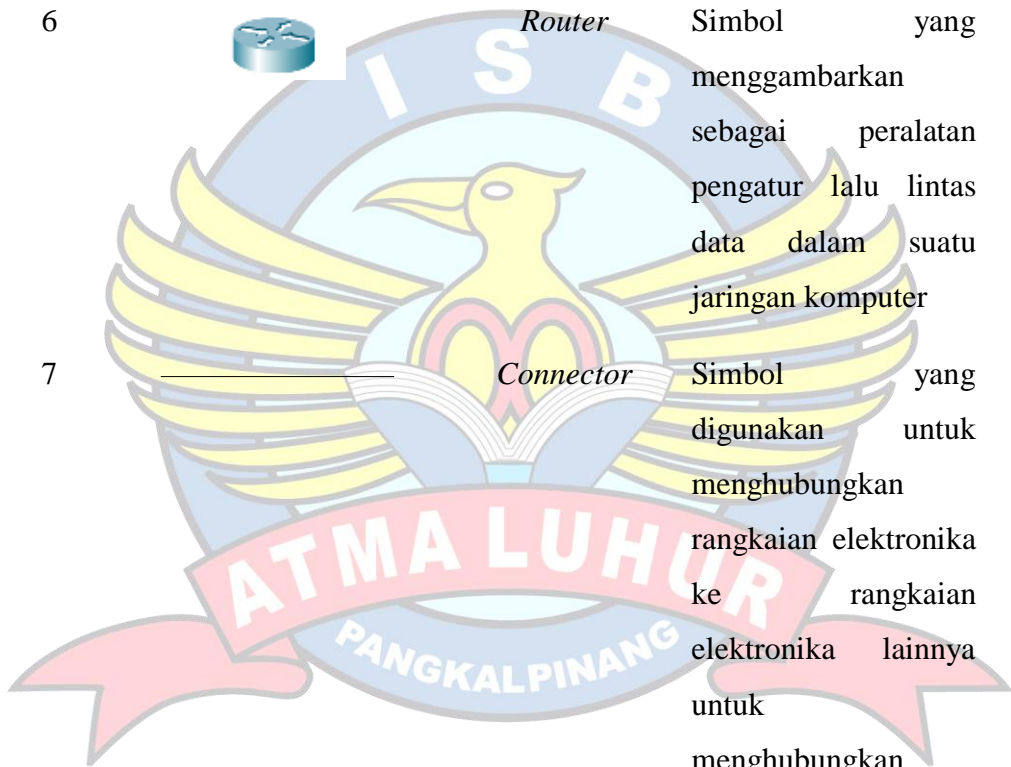 6 Router Simbol yang
menggambarkan
sebagai peralatan
pengatur lalu lintas
data dalam suatu
jaringan komputer
7 Connector Simbol yang
digunakan untuk
menghubungkan
rangkaian elektronika
ke rangkaian
elektronika lainnya
untuk
menghubungkan
ISB
ATMA LUHUR
PANGKALPINANG